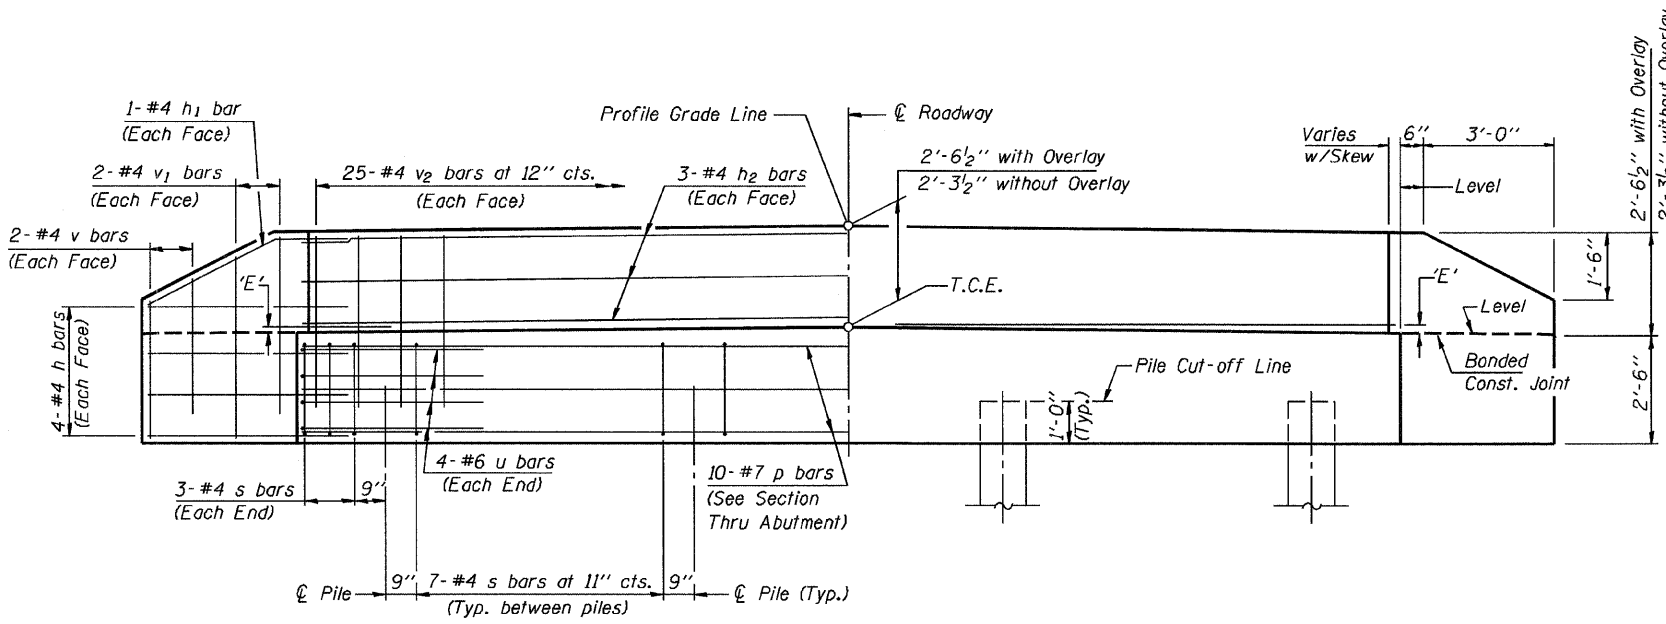 1- #4 h1 bar
(Each Face)
2- #4 v1 bars
(Each Face)
2- #4 v bars
(Each Face)
25- #4 v2 bars at 12" cts.
(Each Face)
3- #4 h2 bars
(Each Face)
Profile Grade Line
℄ Roadway
2'-6½" with Overlay
2'-3½" without Overlay
T.C.E.
Varies
w/Skew
6"
3'-0"
Level
2'-6½" with Overlay
2'-3½" without Overlay
1'-6"
'E'
'E'
Level
Bonded
Const. Joint
2'-6"
4- #4 h bars
(Each Face)
Pile Cut-off Line
1'-0"
(Typ.)
3- #4 s bars
(Each End)
9"
4- #6 u bars
(Each End)
10- #7 p bars
(See Section
Thru Abutment)
℄ Pile
9"
7- #4 s bars at 11" cts.
(Typ. between piles)
9"
℄ Pile (Typ.)